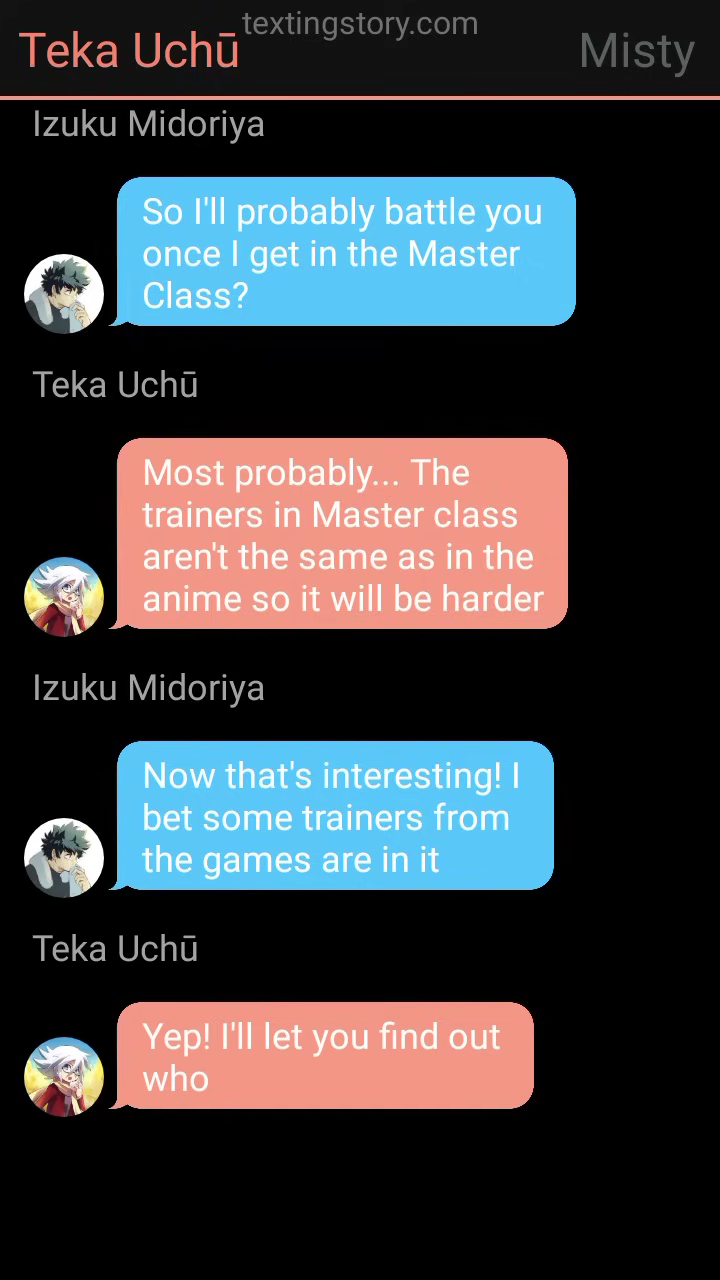 textingstory.com
Teka Uchū
Misty
Izuku Midoriya
So I'll probably battle you
once I get in the Master
Class?
Teka Uchū
Most probably... The
trainers in Master class
aren't the same as in the
anime so it will be harder
Izuku Midoriya
Now that's interesting! I
bet some trainers from
the games are in it
Teka Uchū
Yep! I'll let you find out
who